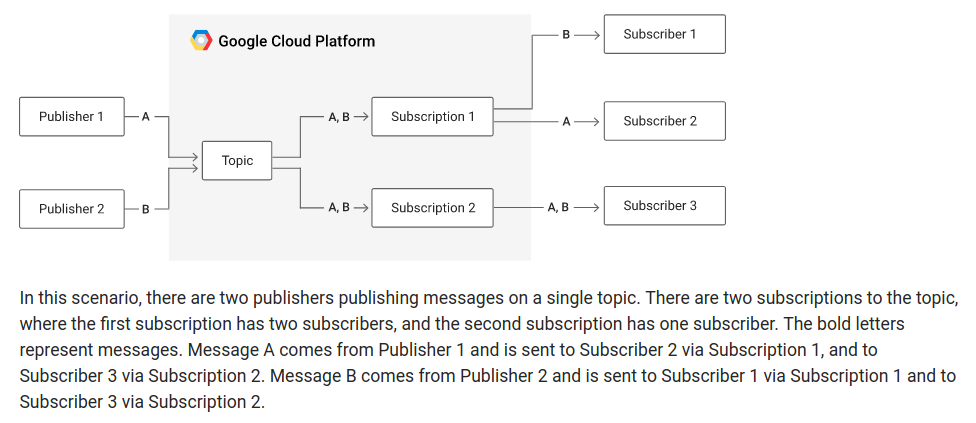 Google Cloud Platform
B
Subscriber 1
Publisher 1
A
A, B
Subscription 1
A
Subscriber 2
Topic
Publisher 2
B
A, B
Subscription 2
A, B
Subscriber 3
In this scenario, there are two publishers publishing messages on a single topic. There are two subscriptions to the topic,
where the first subscription has two subscribers, and the second subscription has one subscriber. The bold letters
represent messages. Message A comes from Publisher 1 and is sent to Subscriber 2 via Subscription 1, and to
Subscriber 3 via Subscription 2. Message B comes from Publisher 2 and is sent to Subscriber 1 via Subscription 1 and to
Subscriber 3 via Subscription 2.